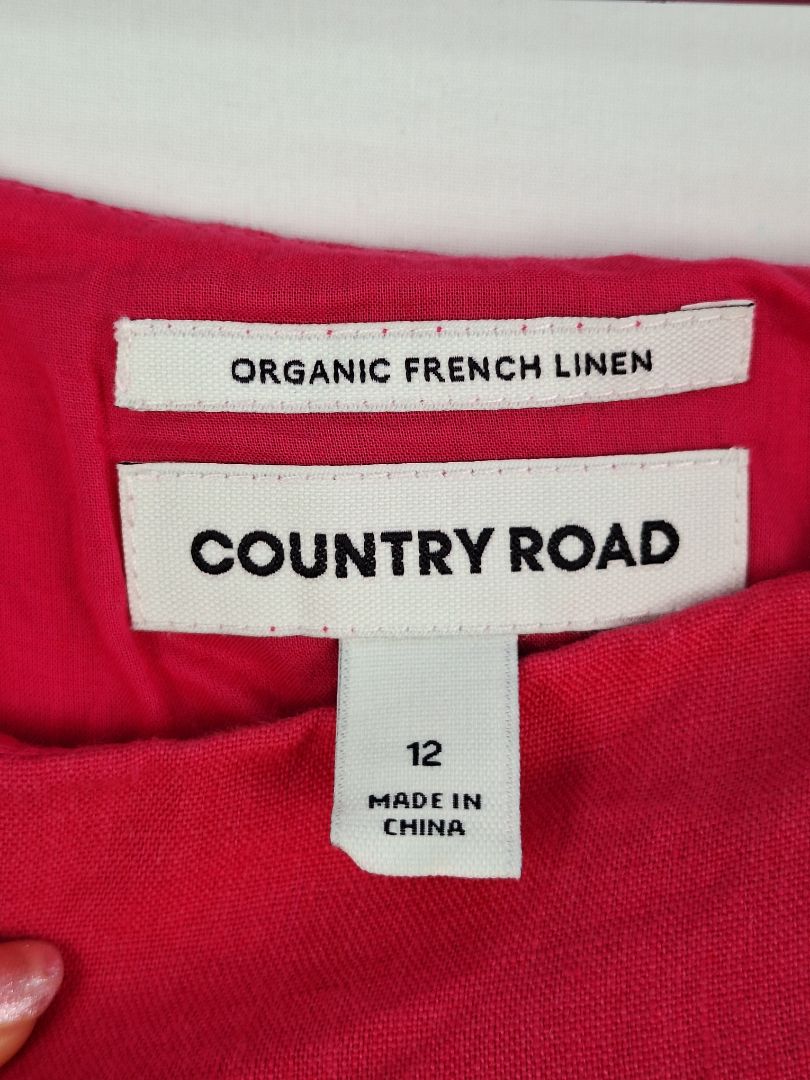 ORGANIC FRENCH LINEN
COUNTRY ROAD
12
MADE IN
CHINA